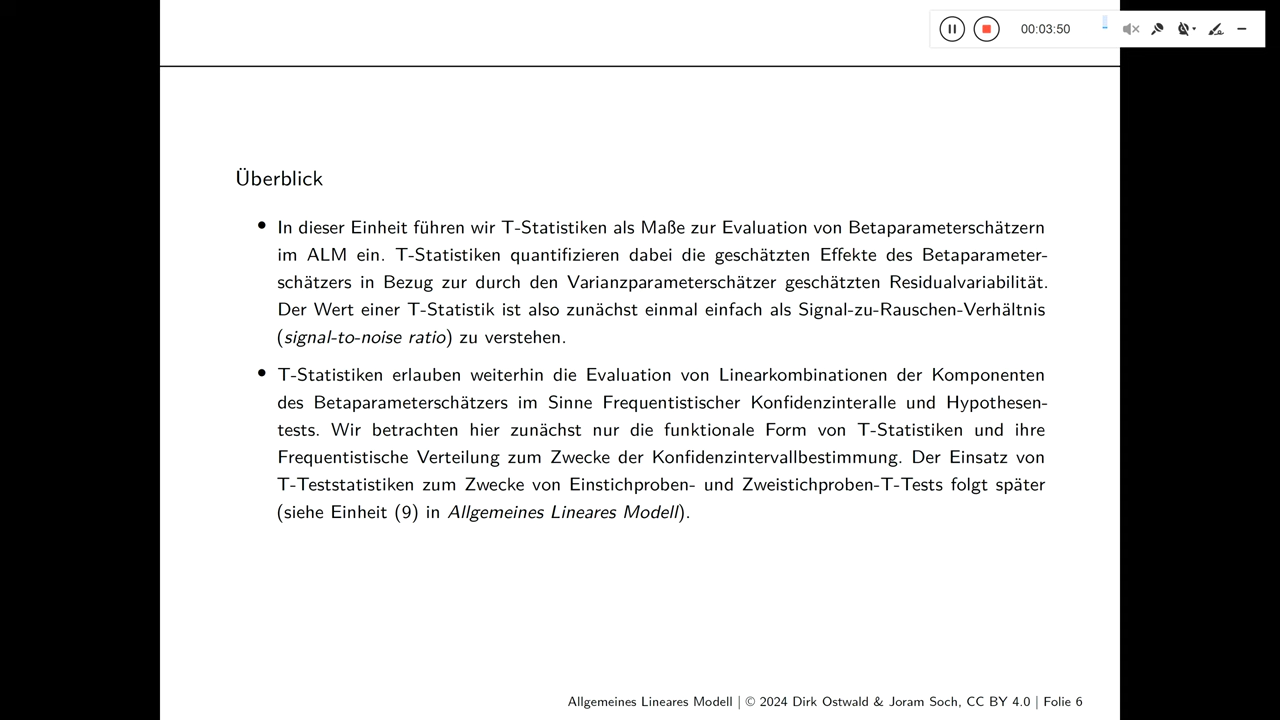 00:03:50
Überblick
• In dieser Einheit führen wir T-Statistiken als Maße zur Evaluation von Betaparameterschätzern
im ALM ein. T-Statistiken quantifizieren dabei die geschätzten Effekte des Betaparameter-
schätzers in Bezug zur durch den Varianzparameterschätzer geschätzten Residualvariabilität.
Der Wert einer T-Statistik ist also zunächst einmal einfach als Signal-zu-Rauschen-Verhältnis
(signal-to-noise ratio) zu verstehen.
• T-Statistiken erlauben weiterhin die Evaluation von Linearkombinationen der Komponenten
des Betaparameterschätzers im Sinne Frequentistischer Konfidenzinteralle und Hypothesen-
tests. Wir betrachten hier zunächst nur die funktionale Form von T-Statistiken und ihre
Frequentistische Verteilung zum Zwecke der Konfidenzintervallbestimmung. Der Einsatz von
T-Teststatistiken zum Zwecke von Einstichproben- und Zweistichproben-T-Tests folgt später
(siehe Einheit (9) in Allgemeines Lineares Modell).
Allgemeines Lineares Modell | © 2024 Dirk Ostwald & Joram Soch, CC BY 4.0 | Folie 6